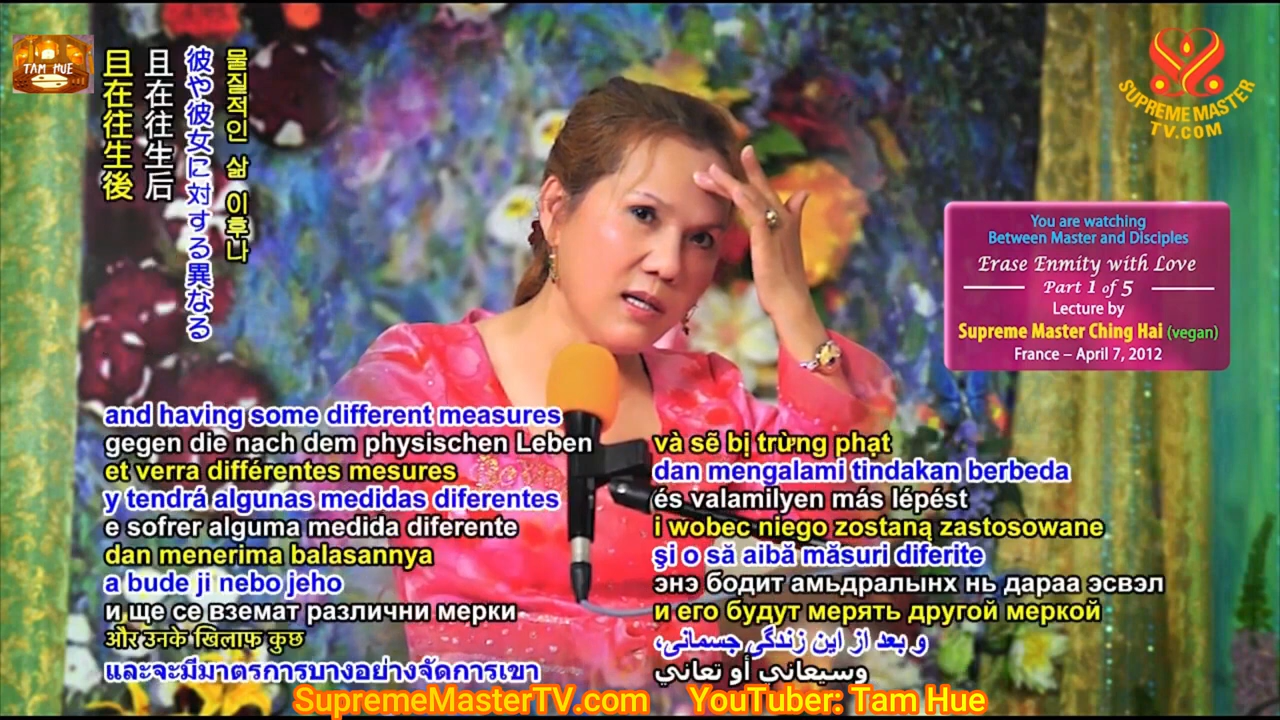 TAM HUE
且在往生後
且在往生后
彼や彼女に対する異なる
물질적인 삶 이후나
SUPREME MASTER
TV.COM
You are watching
Between Master and Disciples
Erase Enmity with Love
Part 1 of 5
Lecture by
Supreme Master Ching Hai (vegan)
France – April 7, 2012
and having some different measures
gegen die nach dem physischen Leben
et verra différentes mesures
y tendrá algunas medidas diferentes
e sofrer alguma medida diferente
dan menerima balasannya
a bude ji nebo jeho
и ще се вземат различни мерки
और उनके खिलाफ़ कुछ
และจะมีมาตรการบางอย่างจัดการเขา
và sẽ bị trừng phạt
dan mengalami tindakan berbeda
és valamilyen más lépést
i wobec niego zostaną zastosowane
şi o să aibă măsuri diferite
энэ бодит амьдралынх нь дараа эсвэл
и его будут мерять другой меркой
و بعد از این زندگی جسمانی،
وسيعاني أو تعاني
SupremeMasterTV.com YouTuber: Tam Hue